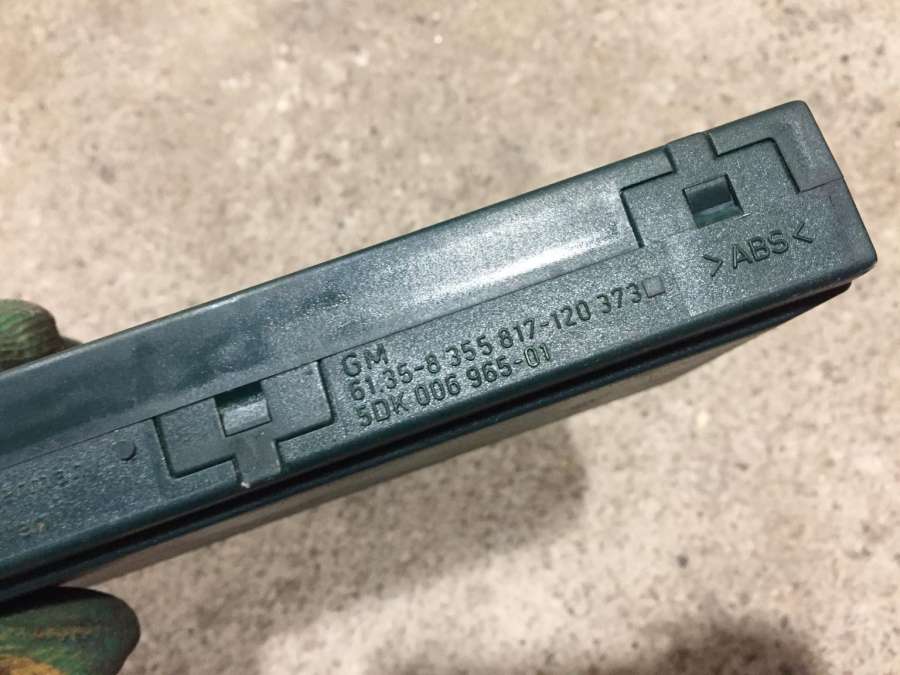 GM
61.35-8 355 817-120 373
5DK 006 965-01
>ABS<